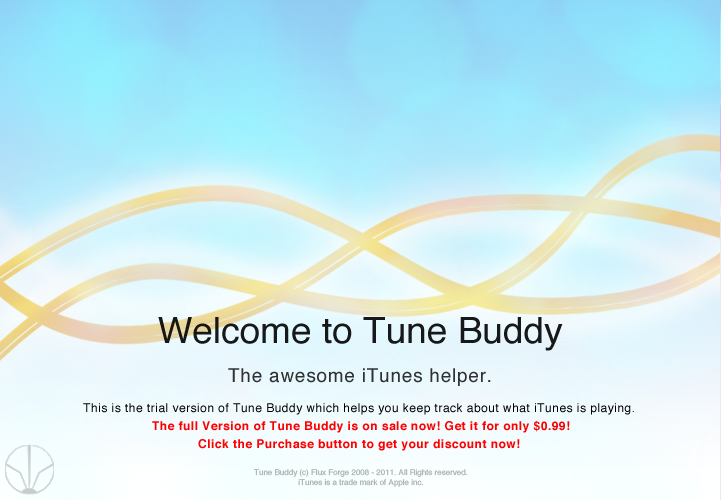 Welcome to Tune Buddy
The awesome iTunes helper.
This is the trial version of Tune Buddy which helps you keep track about what iTunes is playing.
The full Version of Tune Buddy is on sale now! Get it for only $0.99!
Click the Purchase button to get your discount now!
Tune Buddy (c) Flux Forge 2008 - 2011. All Rights reserved.
iTunes is a trade mark of Apple inc.